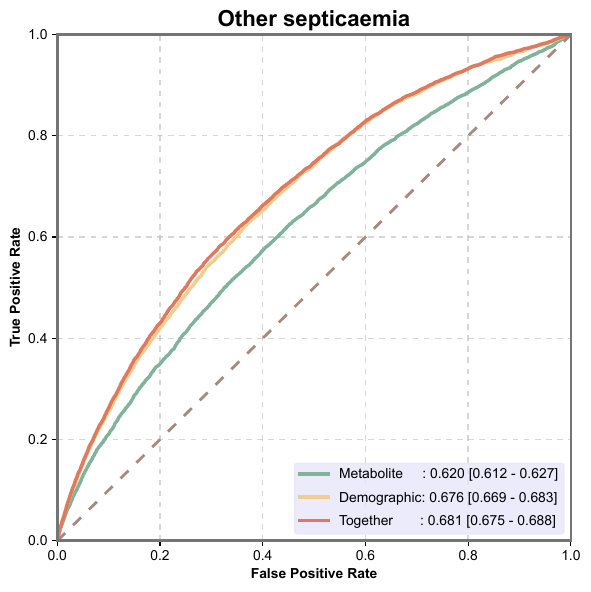 Other septicaemia
1.0
0.8
0.6
0.4
0.2
0.0
True Positive Rate
Metabolite : 0.620 [0.612 - 0.627]
Demographic: 0.676 [0.669 - 0.683]
Together : 0.681 [0.675 - 0.688]
0.0 0.2 0.4 0.6 0.8 1.0
False Positive Rate